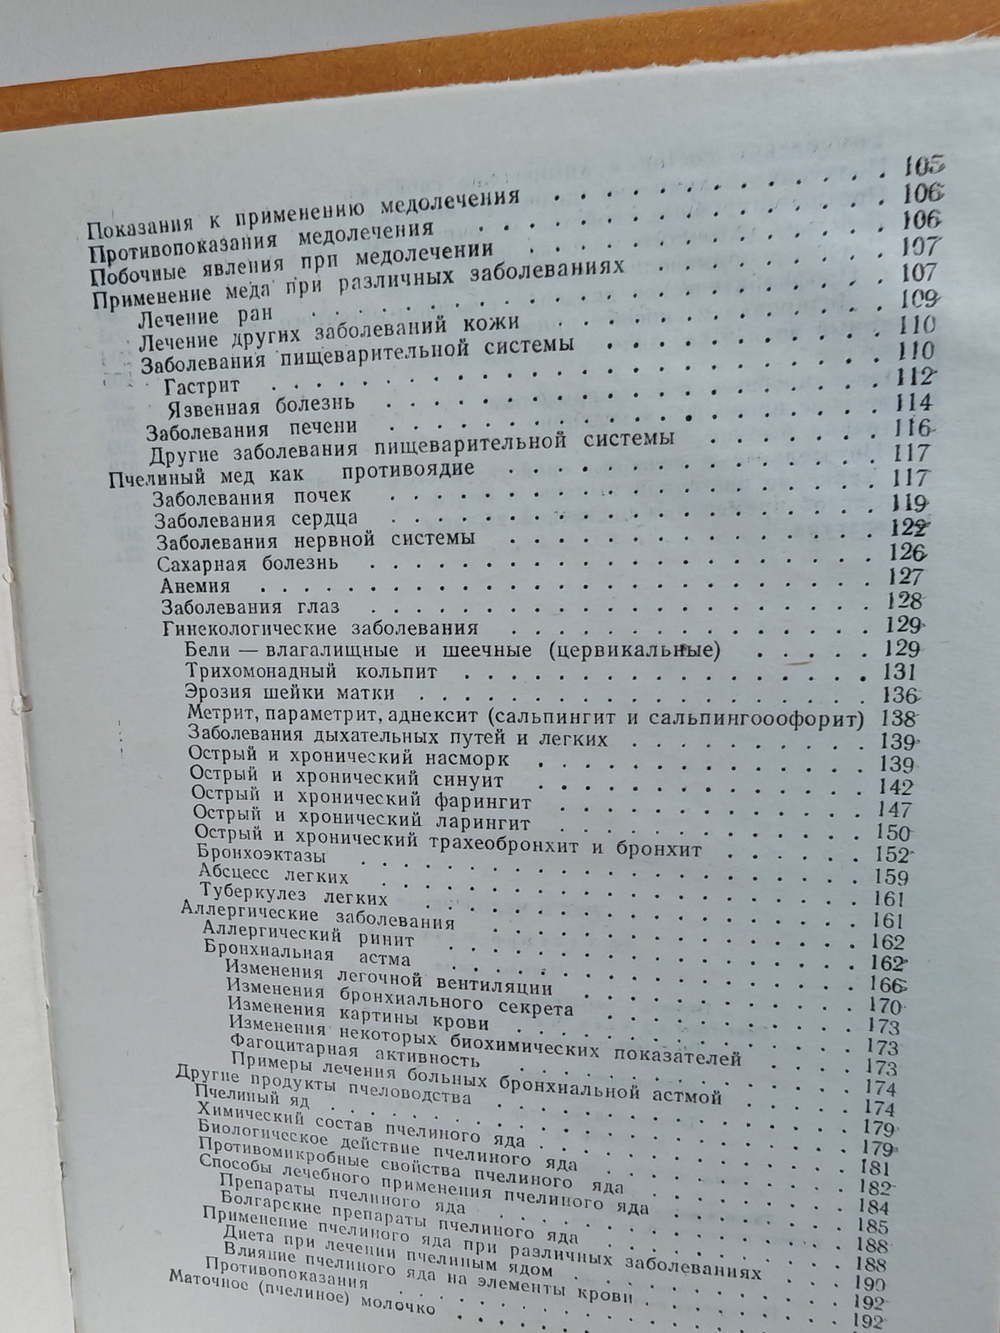 Показания к применению медолечения . . . . . . . . . . . . 105
Противопоказания медолечения . . . . . . . . . . . . 106
Побочные явления при медолечении . . . . . . . . . . . . 106
Применение меда при различных заболеваниях . . . . . . . . 107
Лечение ран . . . . . . . . . . . . . . . . 107
Лечение других заболеваний кожи . . . . . . . . . . . 109
Заболевания пищеварительной системы . . . . . . . . . 110
Гастрит . . . . . . . . . . . . . . . . . 110
Язвенная болезнь . . . . . . . . . . . . . . 112
Заболевания печени . . . . . . . . . . . . . . 114
Другие заболевания пищеварительной системы . . . . . . 116
Пчелиный мед как противоядие . . . . . . . . . . . 117
Заболевания почек . . . . . . . . . . . . . . 117
Заболевания сердца . . . . . . . . . . . . . . 119
Заболевания нервной системы . . . . . . . . . . . 122
Сахарная болезнь . . . . . . . . . . . . . . . 126
Анемия . . . . . . . . . . . . . . . . . . 127
Заболевания глаз . . . . . . . . . . . . . . . 128
Гинекологические заболевания . . . . . . . . . . . 129
Бели — влагалищные и шеечные (цервикальные) . . . . 129
Трихомонадный кольпит . . . . . . . . . . . . 131
Эрозия шейки матки . . . . . . . . . . . . . 136
Метрит, параметрит, аднексит (сальпингит и сальпингооофорит) 138
Заболевания дыхательных путей и легких . . . . . . . . 139
Острый и хронический насморк . . . . . . . . . . 139
Острый и хронический синуит . . . . . . . . . . 142
Острый и хронический фарингит . . . . . . . . . . 147
Острый и хронический ларингит . . . . . . . . . . 150
Острый и хронический трахеобронхит и бронхит . . . . . 152
Бронхоэктазы . . . . . . . . . . . . . . . 159
Абсцесс легких . . . . . . . . . . . . . . . 161
Туберкулез легких . . . . . . . . . . . . . . 161
Аллергические заболевания . . . . . . . . . . . . 162
Аллергический ринит . . . . . . . . . . . . . 162
Бронхиальная астма . . . . . . . . . . . . . 166
Изменения легочной вентиляции . . . . . . . . . 170
Изменения бронхиального секрета . . . . . . . . 173
Изменения картины крови . . . . . . . . . . . 173
Изменения некоторых биохимических показателей . . . . 173
Фагоцитарная активность . . . . . . . . . . . 174
Примеры лечения больных бронхиальной астмой . . . . 174
Другие продукты пчеловодства . . . . . . . . . . . 179
Пчелиный яд . . . . . . . . . . . . . . . . 179
Химический состав пчелиного яда . . . . . . . . . 181
Биологическое действие пчелиного яда . . . . . . . . 182
Противомикробные свойства пчелиного яда . . . . . . 184
Способы лечебного применения пчелиного яда . . . . . . 185
Препараты пчелиного яда . . . . . . . . . . . 188
Болгарские препараты пчелиного яда . . . . . . . . 188
Применение пчелиного яда при различных заболеваниях . . . 190
Диета при лечении пчелиным ядом . . . . . . . . . 192
Влияние пчелиного яда на элементы крови . . . . . . 192
Противопоказания . . . . . . . . . .
Маточное (пчелиное) молочко . . . . . .